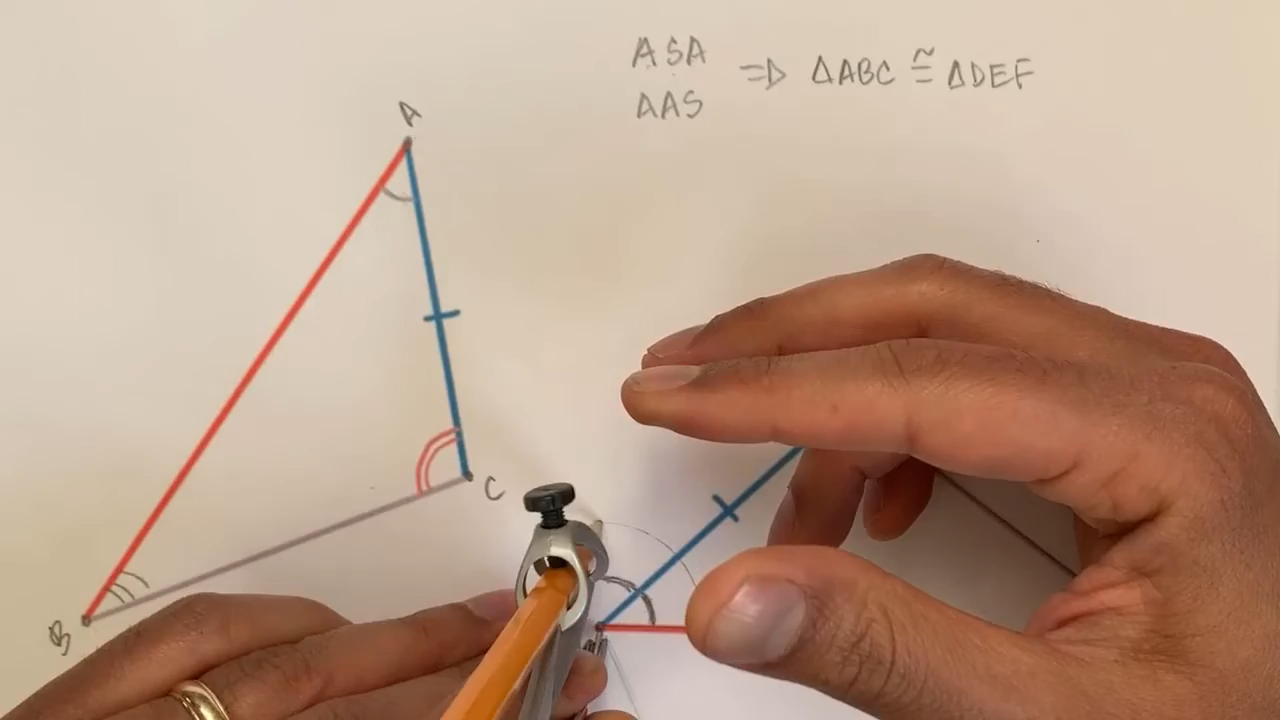 ASA
AAS
⇒ ΔABC ≅ ΔDEF
A
C
B